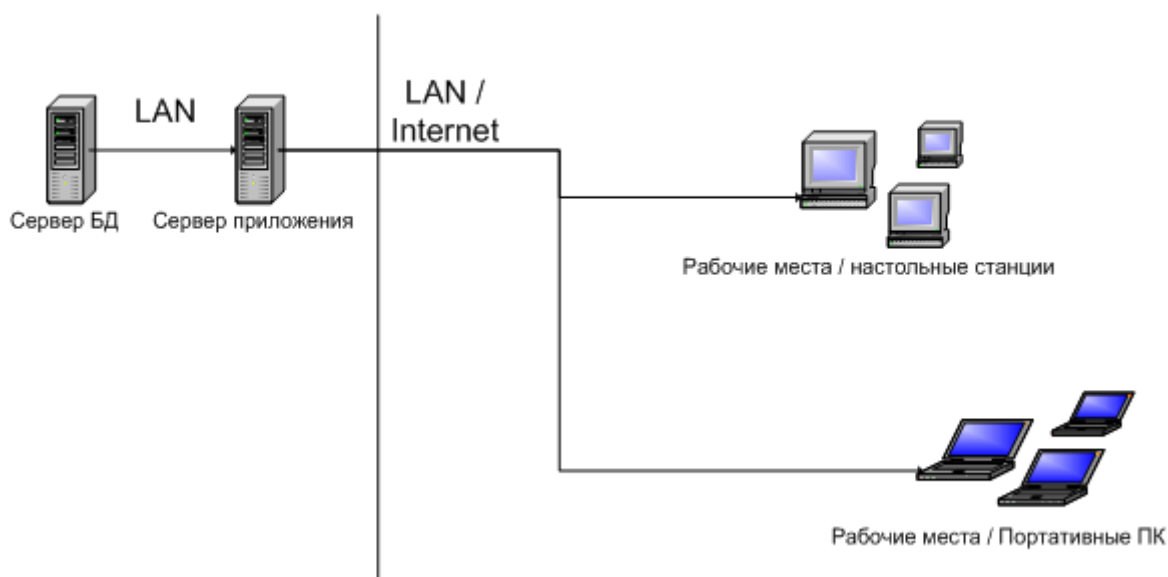 LAN
LAN /
Internet
Сервер БД
Сервер приложения
Рабочие места / настольные станции
Рабочие места / Портативные ПК